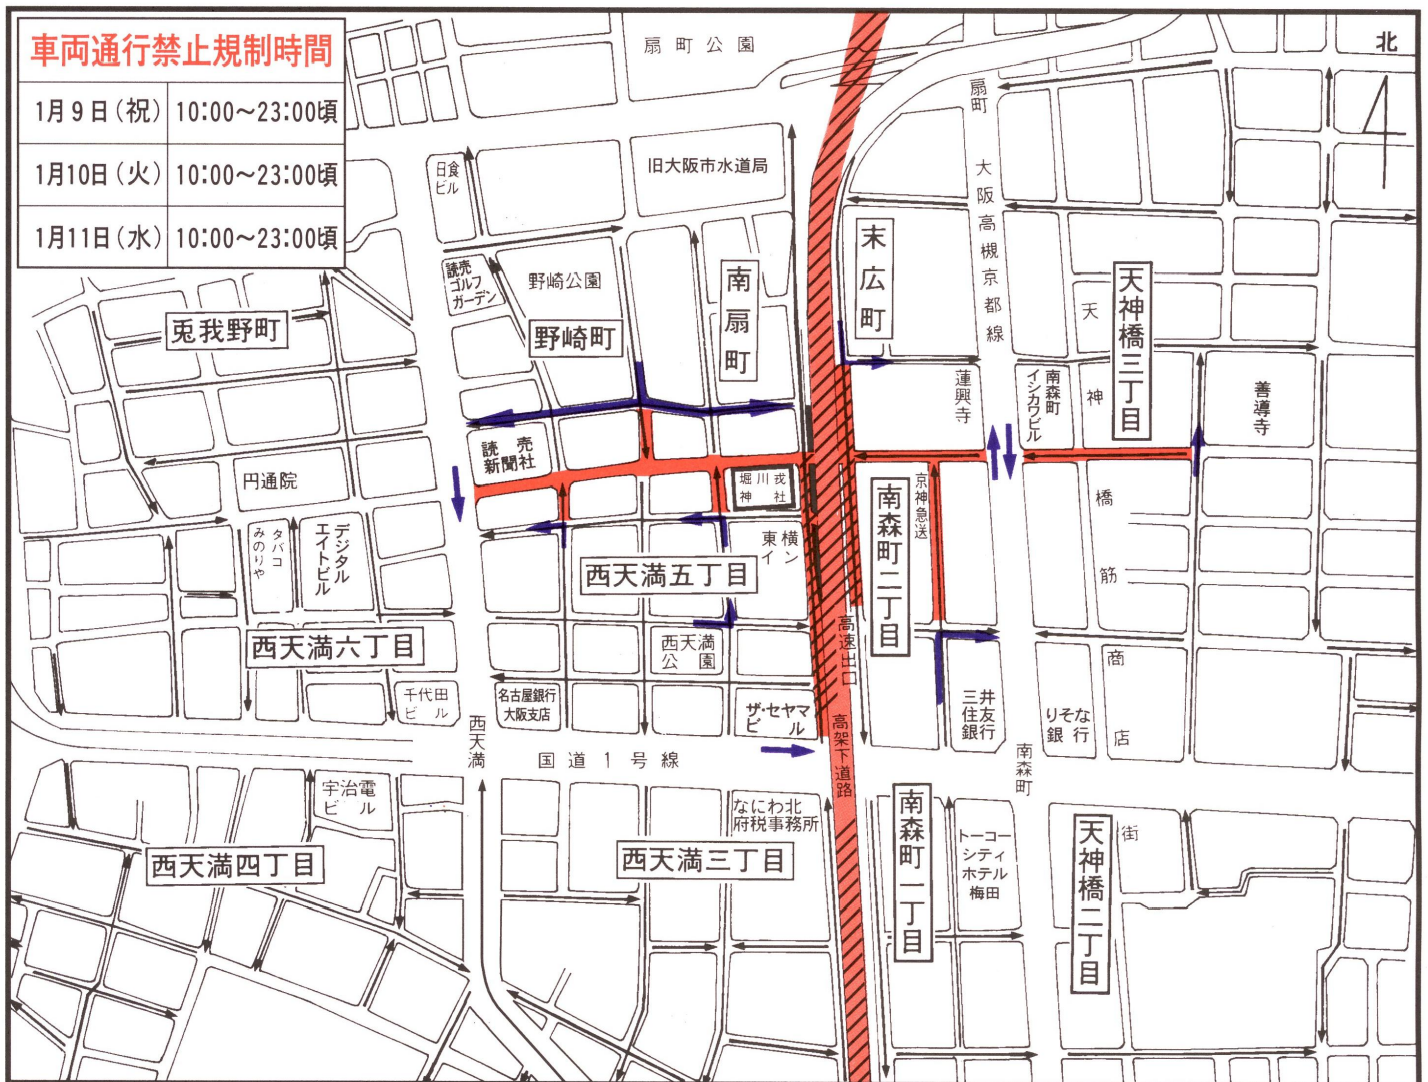 車両通行禁止規制時間
1月9日(祝) 10:00～23:00頃
1月10日(火) 10:00～23:00頃
1月11日(水) 10:00～23:00頃
北
扇町公園
扇町
大阪高槻京都線
日食
ビル
旧大阪市水道局
読売
ゴルフ
ガーデン
野崎公園
南扇町
末広町
天神橋三丁目
兎我野町
野崎町
天神橋筋商店街
蓮興寺
南森町
イシカワビル
善導寺
読売
新聞社
円通院
堀川戎
神社
南森町二丁目
京神急送
タバコ
みのりや
デジタル
エイトビル
東横
イン
西天満五丁目
西天満六丁目
西天満
公園
高速出口
千代田
ビル
名古屋銀行
大阪支店
ザ・セヤマ
ビル
三井
住友
銀行
りそな
銀行
西天満
国道1号線
高架下道路
南森町
宇治電
ビル
なにわ北
府税事務所
南森町一丁目
トーコー
シティ
ホテル
梅田
天神橋二丁目
西天満四丁目
西天満三丁目